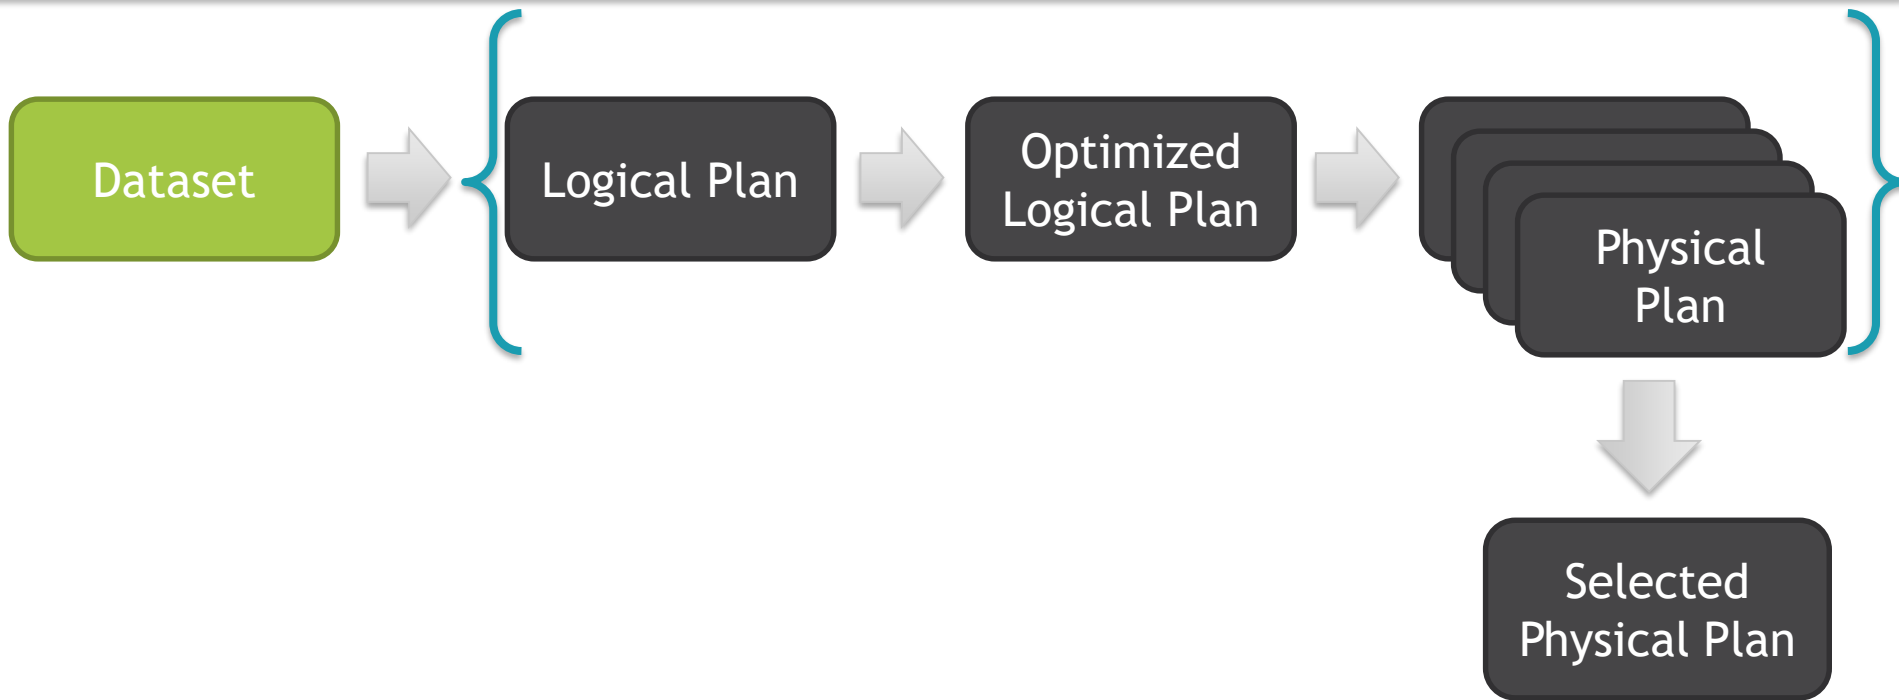 Dataset
Logical Plan
Optimized
Logical Plan
Physical
Plan
Selected
Physical Plan